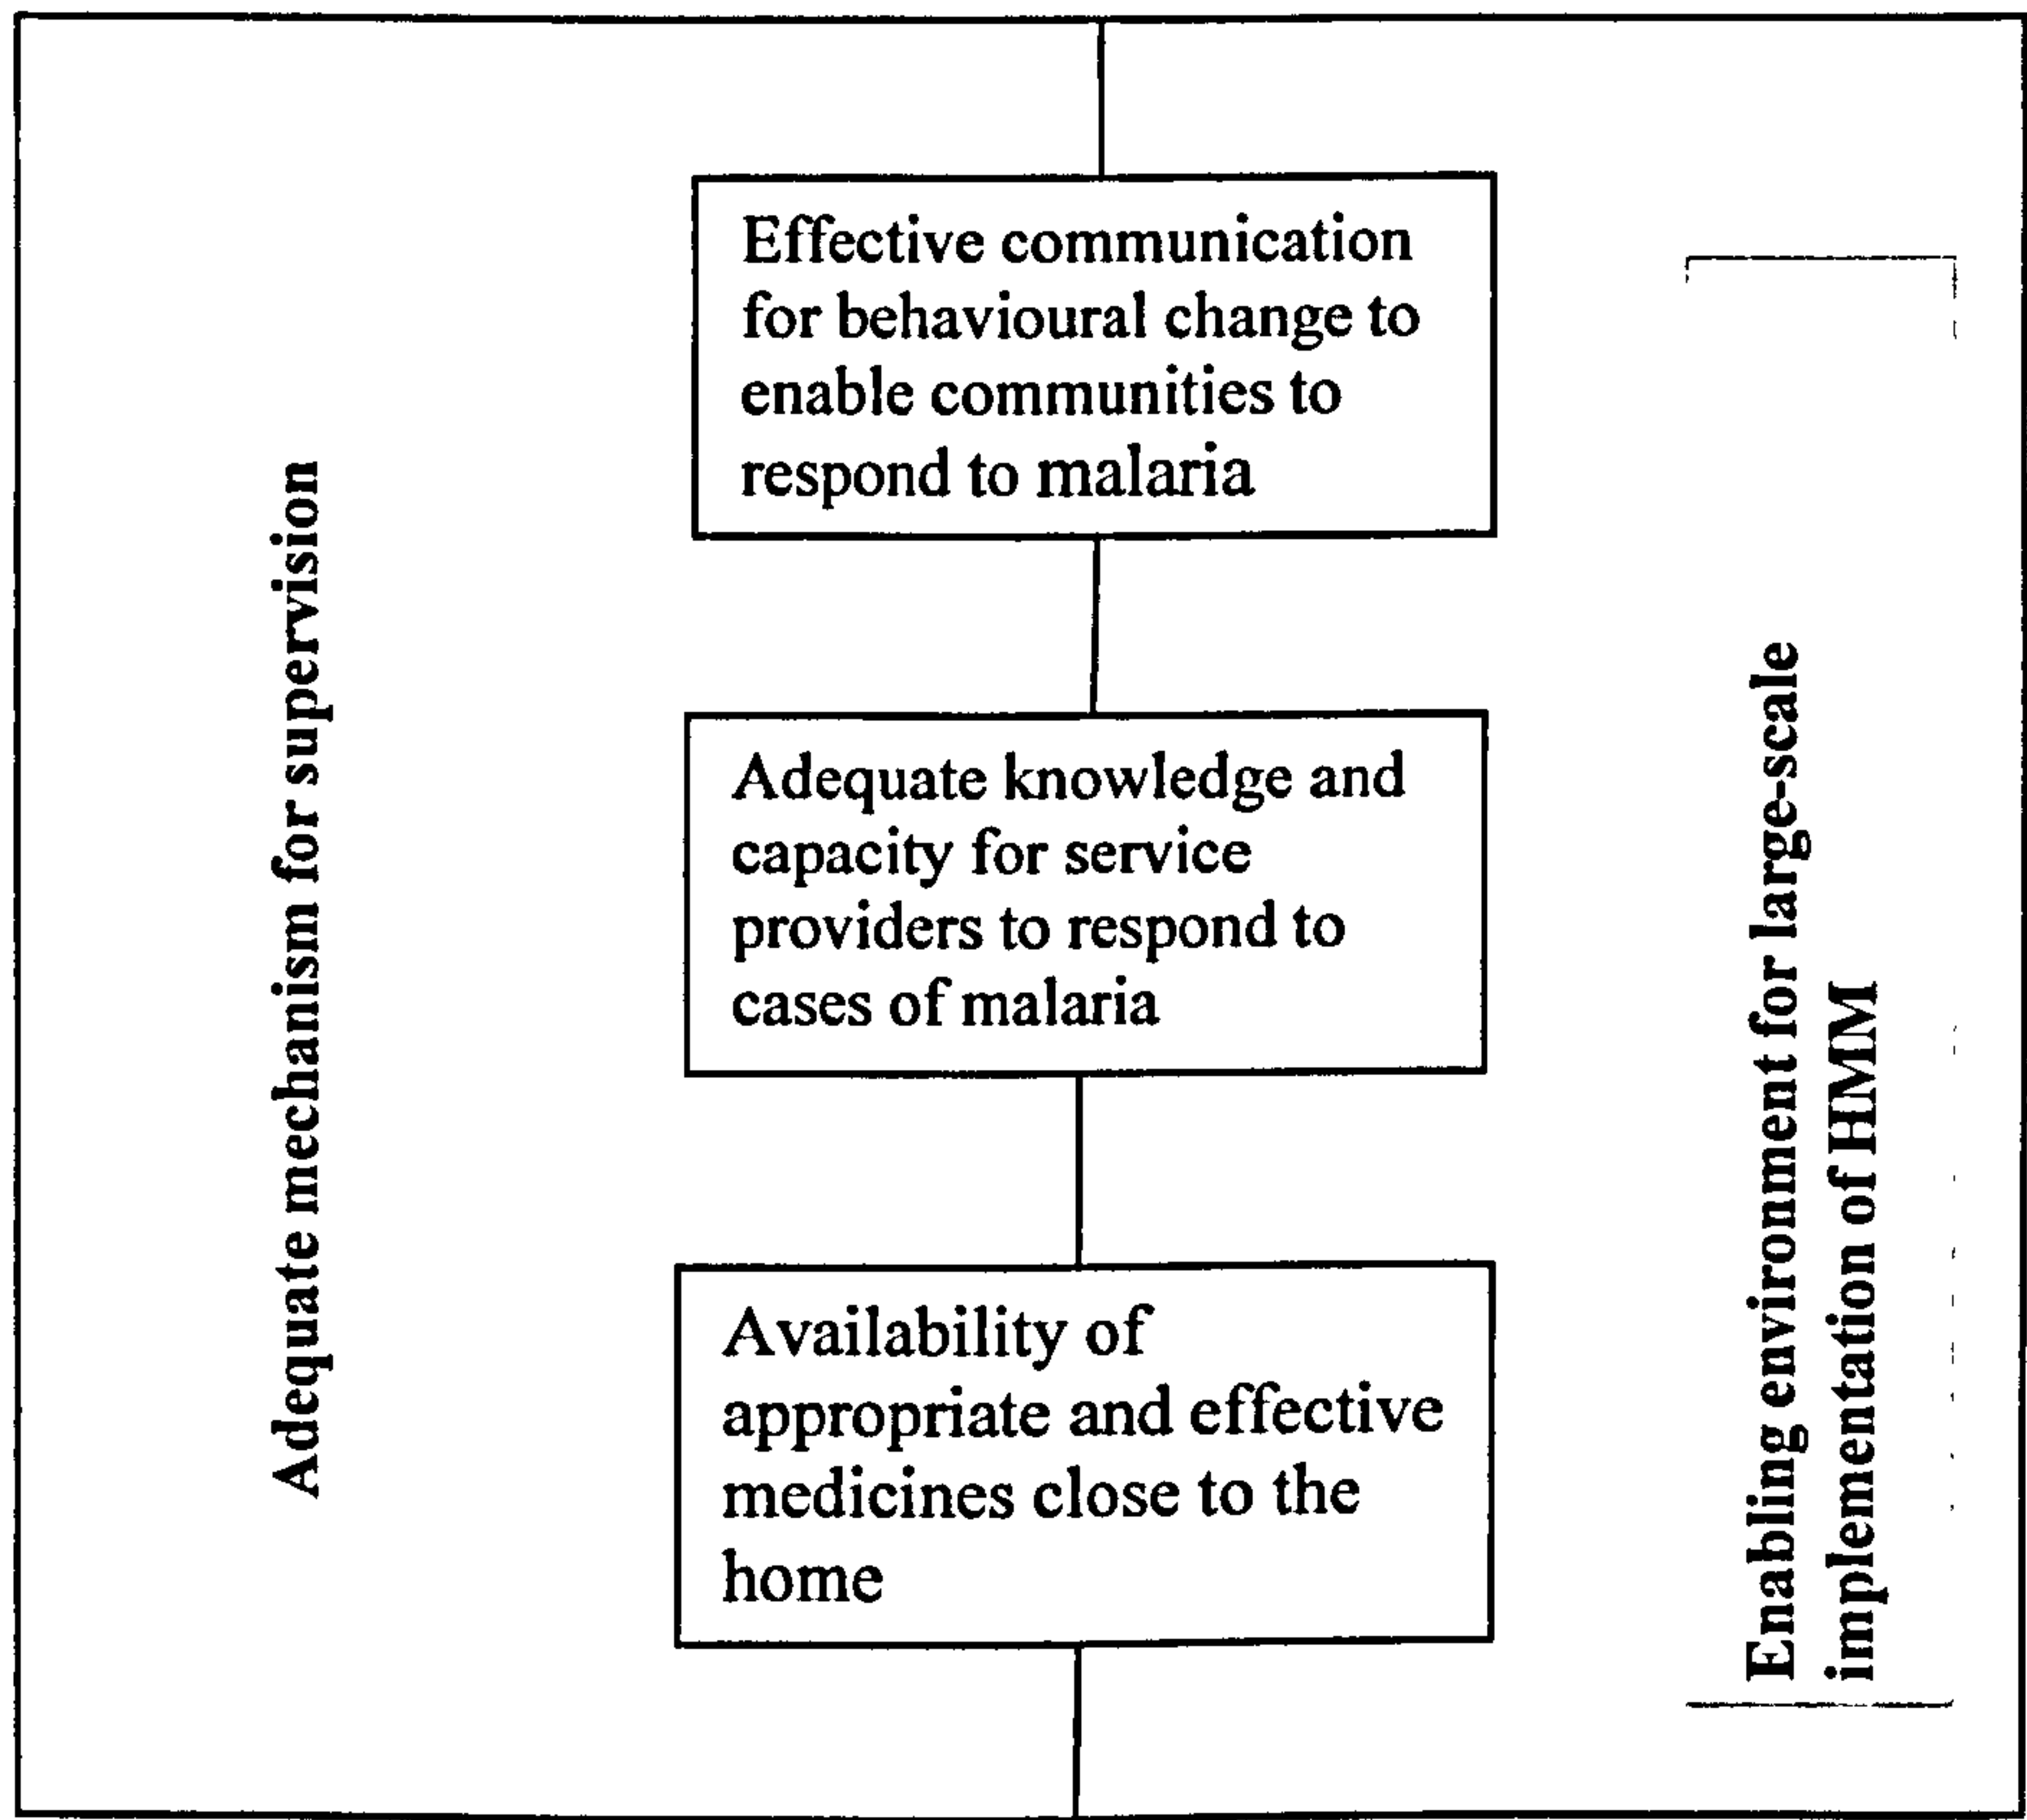 Adequate mechanism for supervision
Effective communication
for behavioural change to
enable communities to
respond to malaria
Adequate knowledge and
capacity for service
providers to respond to
cases of malaria
Availability of
appropriate and effective
medicines close to the
home
Enabling environment for large-scale
implementation of HMM